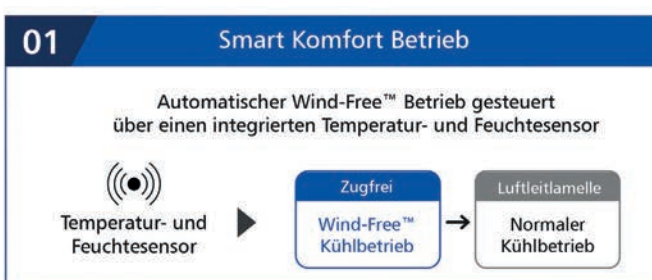 01
Smart Komfort Betrieb
Automatischer Wind-Free™ Betrieb gesteuert
über einen integrierten Temperatur- und Feuchtesensor
Temperatur- und
Feuchtesensor
Zugfrei
Wind-Free™
Kühlbetrieb
Luftleitlamelle
Normaler
Kühlbetrieb